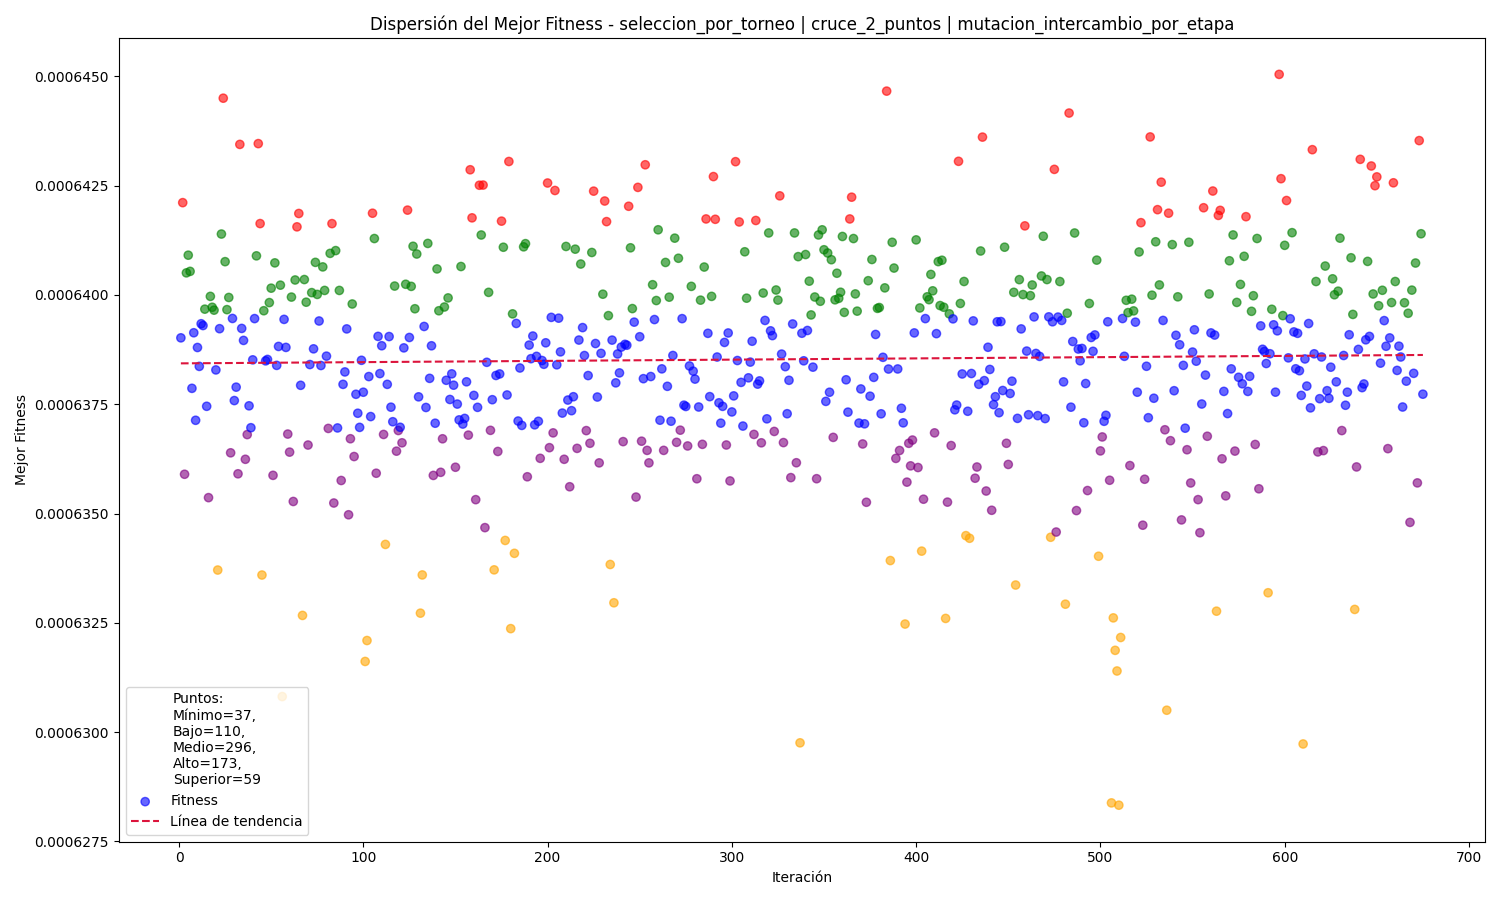 Dispersión del Mejor Fitness - seleccion_por_torneo | cruce_2_puntos | mutacion_intercambio_por_etapa
Mejor Fitness
0.0006450
0.0006425
0.0006400
0.0006375
0.0006350
0.0006325
0.0006300
0.0006275
Puntos:
Mínimo=37,
Bajo=110,
Medio=296,
Alto=173,
Superior=59
Fitness
Línea de tendencia
0
100
200
300
400
500
600
700
Iteración